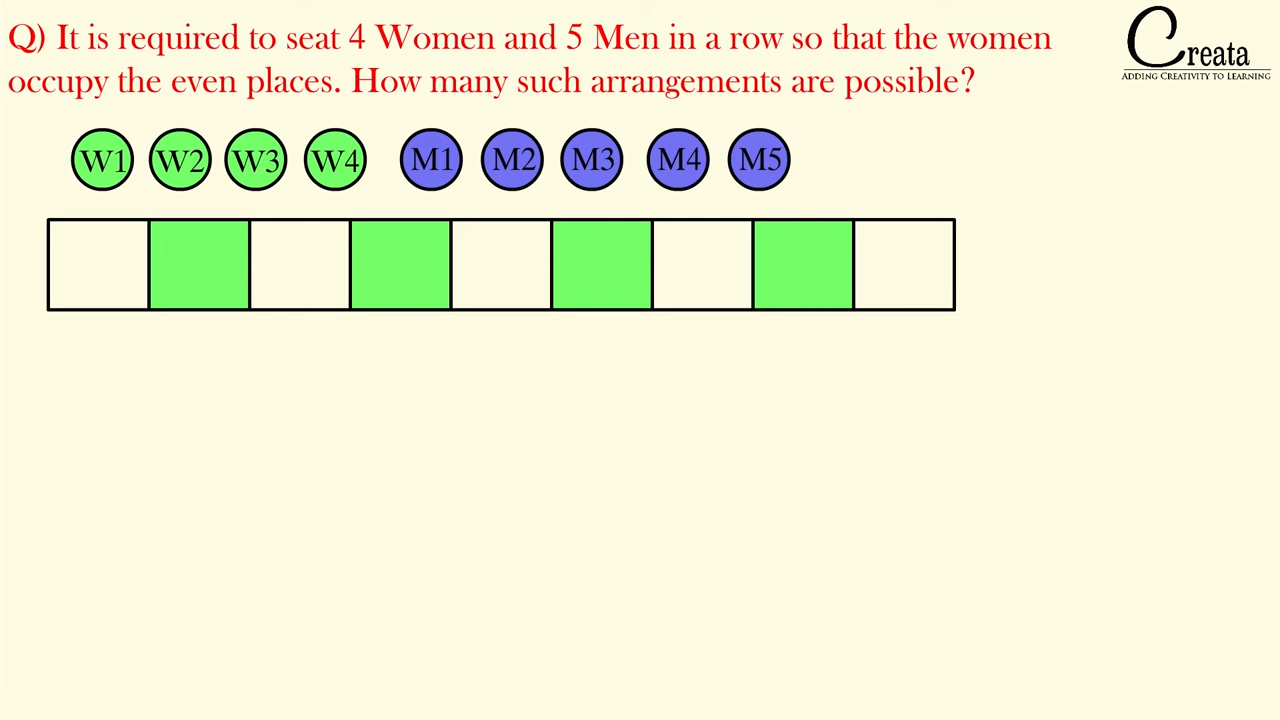 Q) It is required to seat 4 Women and 5 Men in a row so that the women
occupy the even places. How many such arrangements are possible?
Creata
ADDING CREATIVITY TO LEARNING
W1 W2 W3 W4 M1 M2 M3 M4 M5